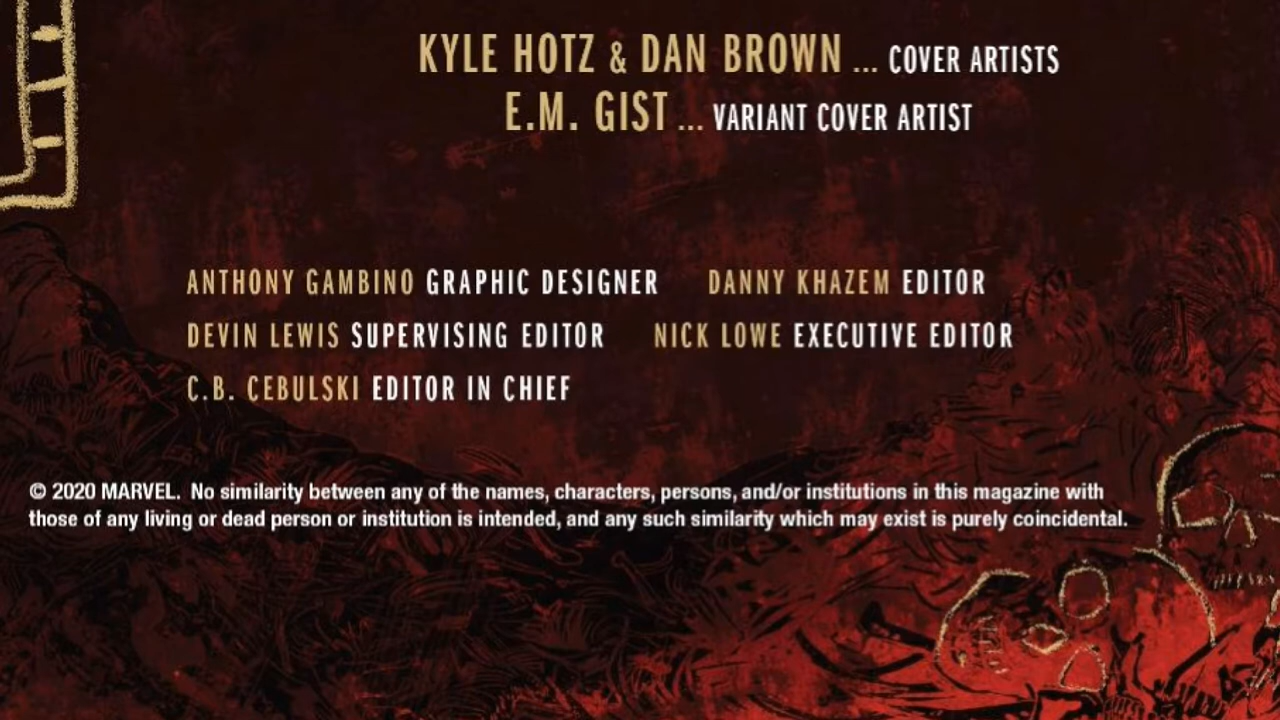 KYLE HOTZ & DAN BROWN ... COVER ARTISTS
E.M. GIST ... VARIANT COVER ARTIST
ANTHONY GAMBINO GRAPHIC DESIGNER DANNY KHAZEM EDITOR
DEVIN LEWIS SUPERVISING EDITOR NICK LOWE EXECUTIVE EDITOR
C.B. CEBULSKI EDITOR IN CHIEF
© 2020 MARVEL. No similarity between any of the names, characters, persons, and/or institutions in this magazine with
those of any living or dead person or institution is intended, and any such similarity which may exist is purely coincidental.